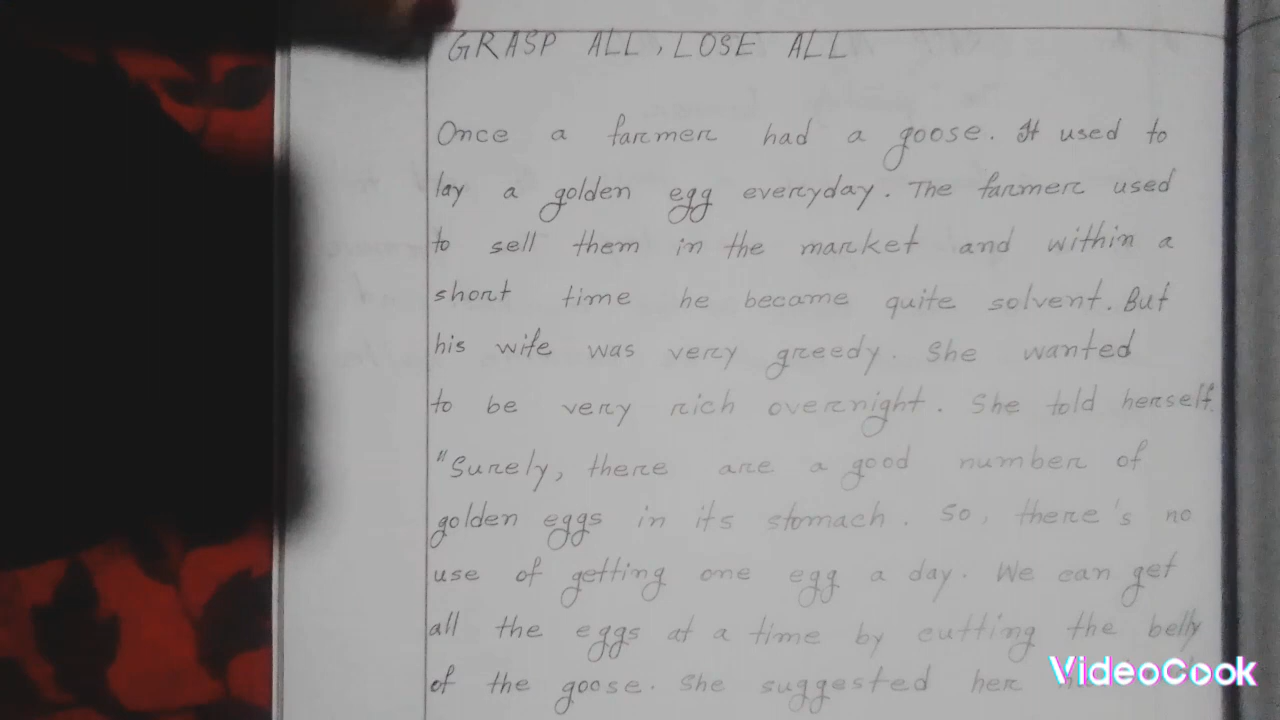 GRASP ALL, LOSE ALL
Once a farmer had a goose. It used to
lay a golden egg everyday. The farmer used
to sell them in the market and within a
short time he became quite solvent. But
his wife was very greedy. She wanted
to be very rich overnight. She told herself.
"Surely, there are a good number of
golden eggs in its stomach. So, there's no
use of getting one egg a day. We can get
all the eggs at a time by cutting the belly
of the goose. She suggested her
VideoCook